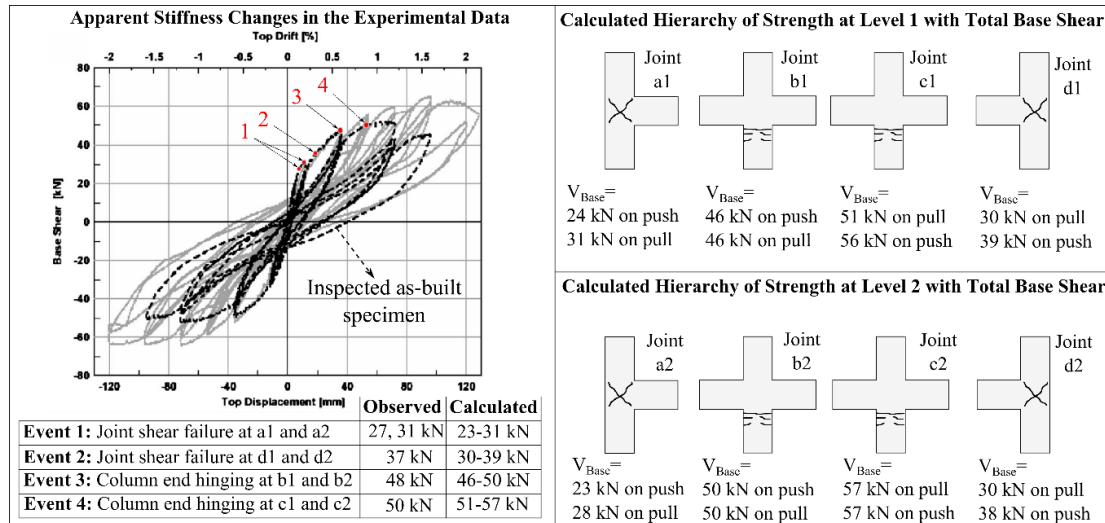 Apparent Stiffness Changes in the Experimental Data
Top Drift [%]
-2 -1.5 -1 -0.5 0 0.5 1 1.5 2
80
60
40
20
0
-20
-40
-60
-80
Base Shear [kN]
1
2
3
4
Inspected as-built
specimen
-120 -80 -40 0 40 80 120
Top Displacement [mm]
Observed Calculated
Event 1: Joint shear failure at a1 and a2 27, 31 kN 23-31 kN
Event 2: Joint shear failure at d1 and d2 37 kN 30-39 kN
Event 3: Column end hinging at b1 and b2 48 kN 46-50 kN
Event 4: Column end hinging at c1 and c2 50 kN 51-57 kN
Calculated Hierarchy of Strength at Level 1 with Total Base Shear
Joint
a1
Joint
b1
Joint
c1
Joint
d1
VBase=
24 kN on push
31 kN on pull
VBase=
46 kN on push
46 kN on pull
VBase=
51 kN on pull
56 kN on push
VBase=
30 kN on pull
39 kN on push
Calculated Hierarchy of Strength at Level 2 with Total Base Shear
Joint
a2
Joint
b2
Joint
c2
Joint
d2
VBase=
23 kN on push
28 kN on pull
VBase=
50 kN on push
50 kN on pull
VBase=
57 kN on pull
57 kN on push
VBase=
30 kN on pull
38 kN on push